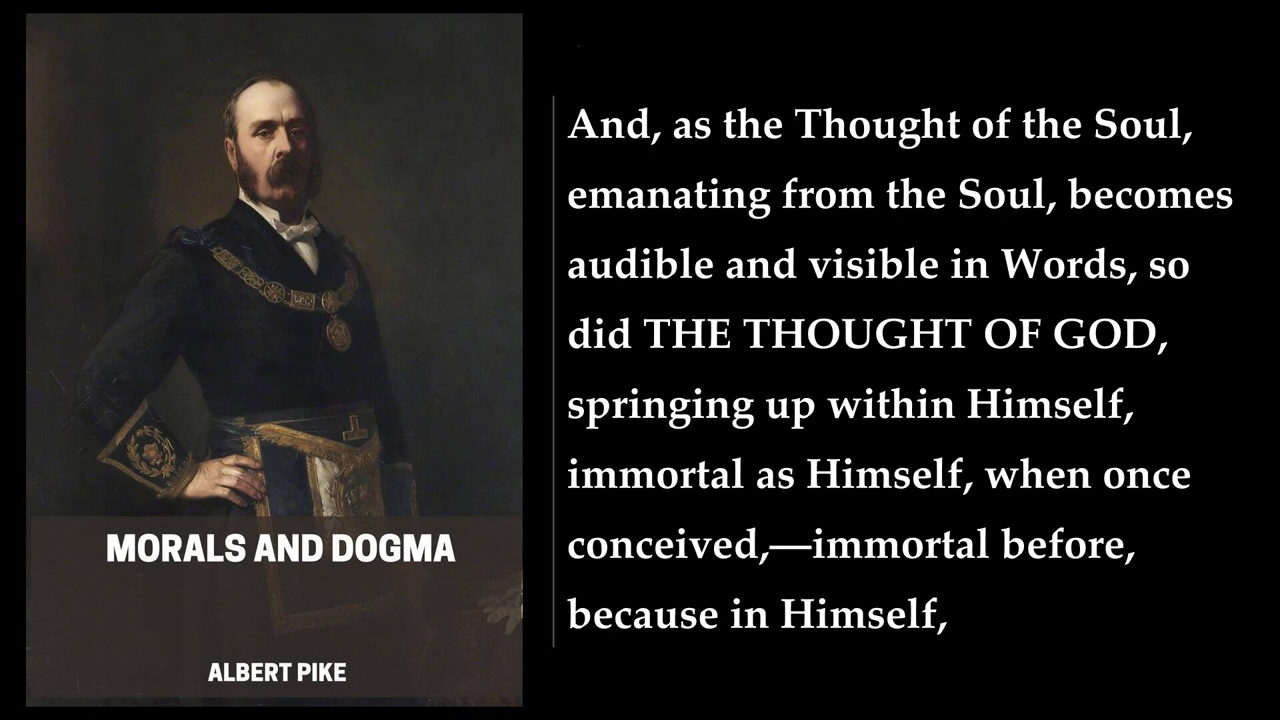 MORALS AND DOGMA
ALBERT PIKE
And, as the Thought of the Soul,
emanating from the Soul, becomes
audible and visible in Words, so
did THE THOUGHT OF GOD,
springing up within Himself,
immortal as Himself, when once
conceived,—immortal before,
because in Himself,